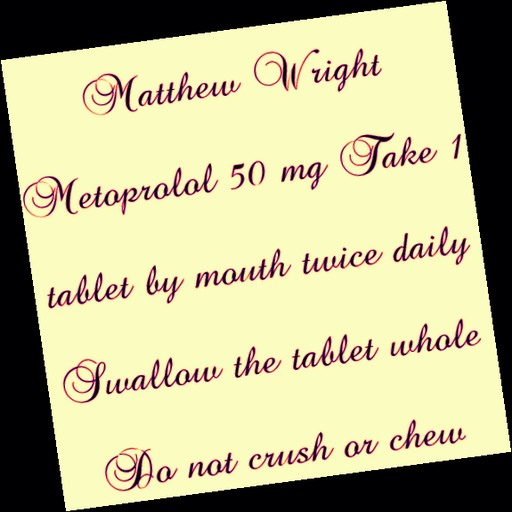 Matthew Wright
Metoprolol 50 mg Take 1
tablet by mouth twice daily
Swallow the tablet whole
Do not crush or chew